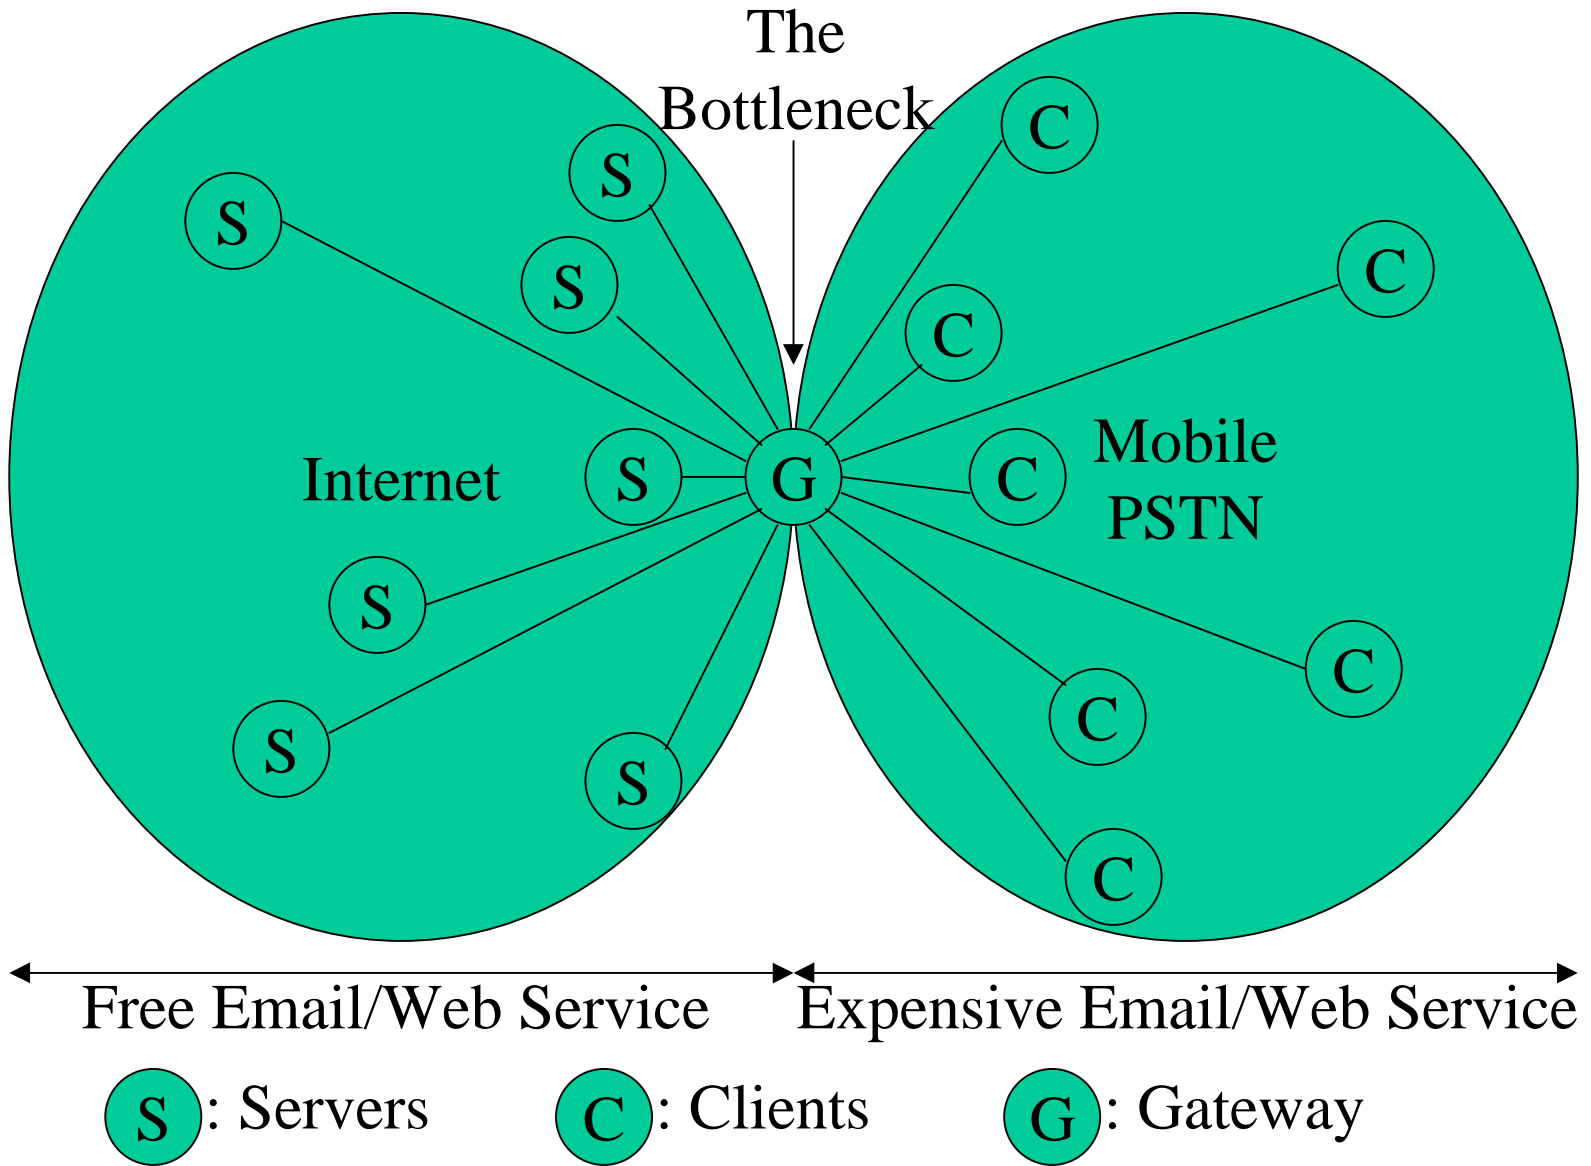 The
Bottleneck
S
S
S
S
S
S
S
Internet
G
C
C
C
C
C
C
C
Mobile
PSTN
Free Email/Web Service
Expensive Email/Web Service
S : Servers
C : Clients
G : Gateway